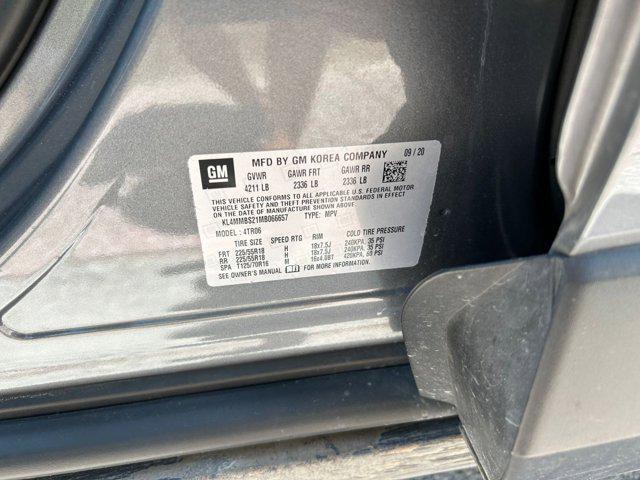 GM
MFD BY GM KOREA COMPANY 09/20
GVWR GAWR FRT GAWR RR
4211 LB 2336 LB 2336 LB
THIS VEHICLE CONFORMS TO ALL APPLICABLE U.S. FEDERAL MOTOR
VEHICLE SAFETY AND THEFT PREVENTION STANDARDS IN EFFECT ON
THE DATE OF MANUFACTURE SHOWN ABOVE.
KL4MMBS21MB066657 TYPE: MPV
MODEL: 4TR06
TIRE SIZE SPEED RTG RIM COLD TIRE PRESSURE
FRT 225/55R18 H 18x7.5J 240KPA, 35 PSI
RR 225/55R18 H 18x7.5J 240KPA, 35 PSI
SPA T125/70R16 M 16x4.0BT 420KPA, 60 PSI
SEE OWNER'S MANUAL FOR MORE INFORMATION.